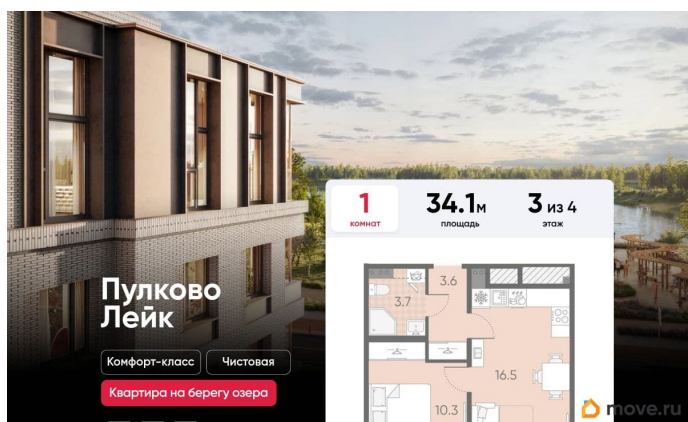 1
комнат
34.1м
площадь
3 из 4
этаж
Пулково
Лейк
Комфорт-класс
Чистовая
Квартира на берегу озера
3.7
3.6
16.5
10.3
move.ru